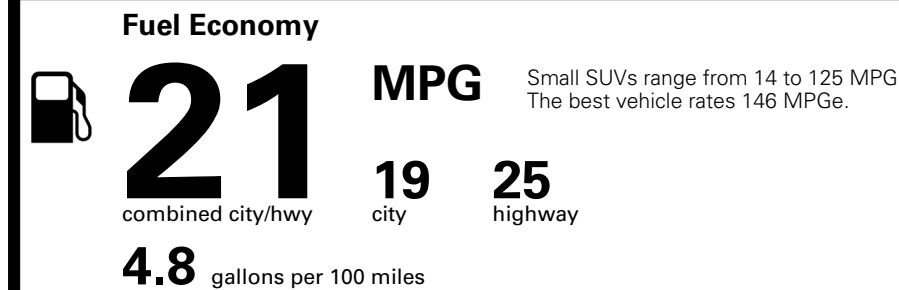 Fuel Economy
21 MPG
Small SUVs range from 14 to 125 MPG
The best vehicle rates 146 MPGe.
combined city/hwy
19
city
25
highway
4.8 gallons per 100 miles